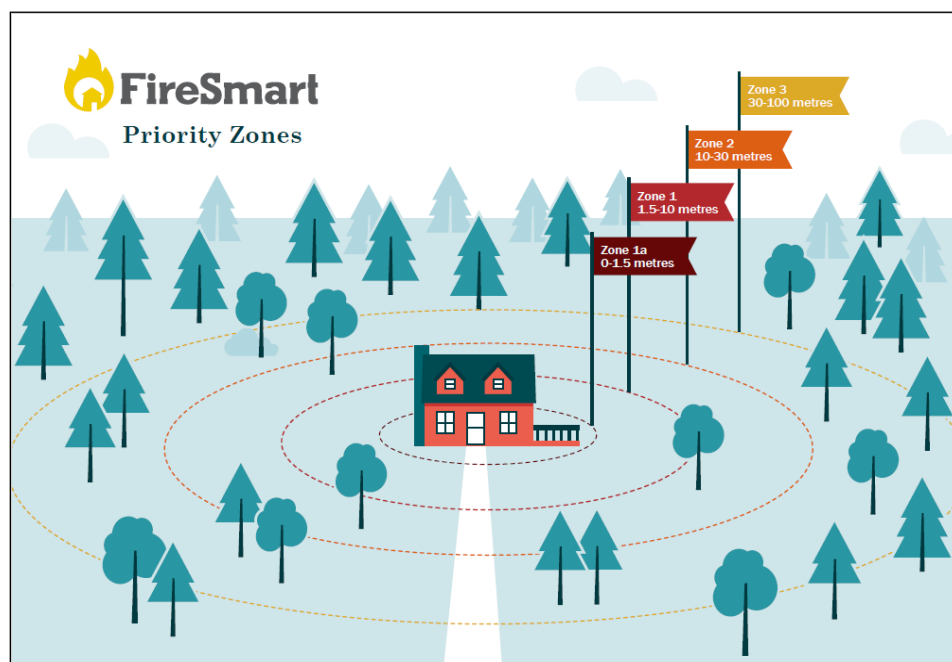 FireSmart
Priority Zones
Zone 3
30-100 metres
Zone 2
10-30 metres
Zone 1
1.5-10 metres
Zone 1a
0-1.5 metres